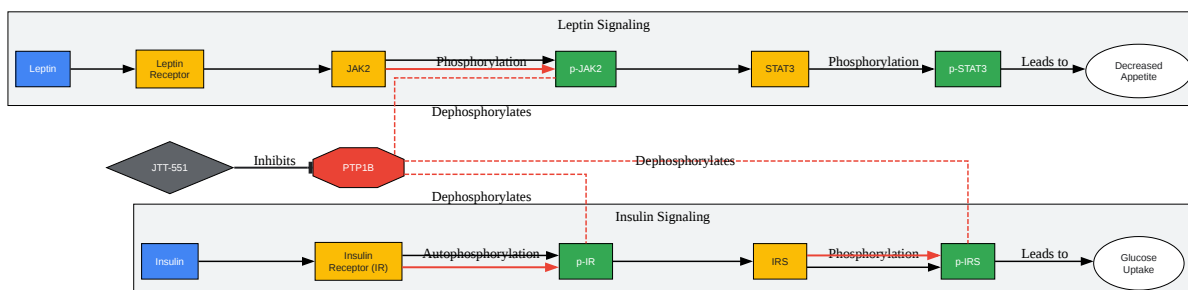 Leptin Signaling
Leptin
Leptin
Receptor
JAK2
Phosphorylation
p-JAK2
STAT3
Phosphorylation
p-STAT3
Leads to
Decreased
Appetite
Dephosphorylates
JTT-551
Inhibits
PTP1B
Dephosphorylates
Dephosphorylates
Insulin Signaling
Insulin
Insulin
Receptor (IR)
Autophosphorylation
p-IR
IRS
Phosphorylation
p-IRS
Leads to
Glucose
Uptake